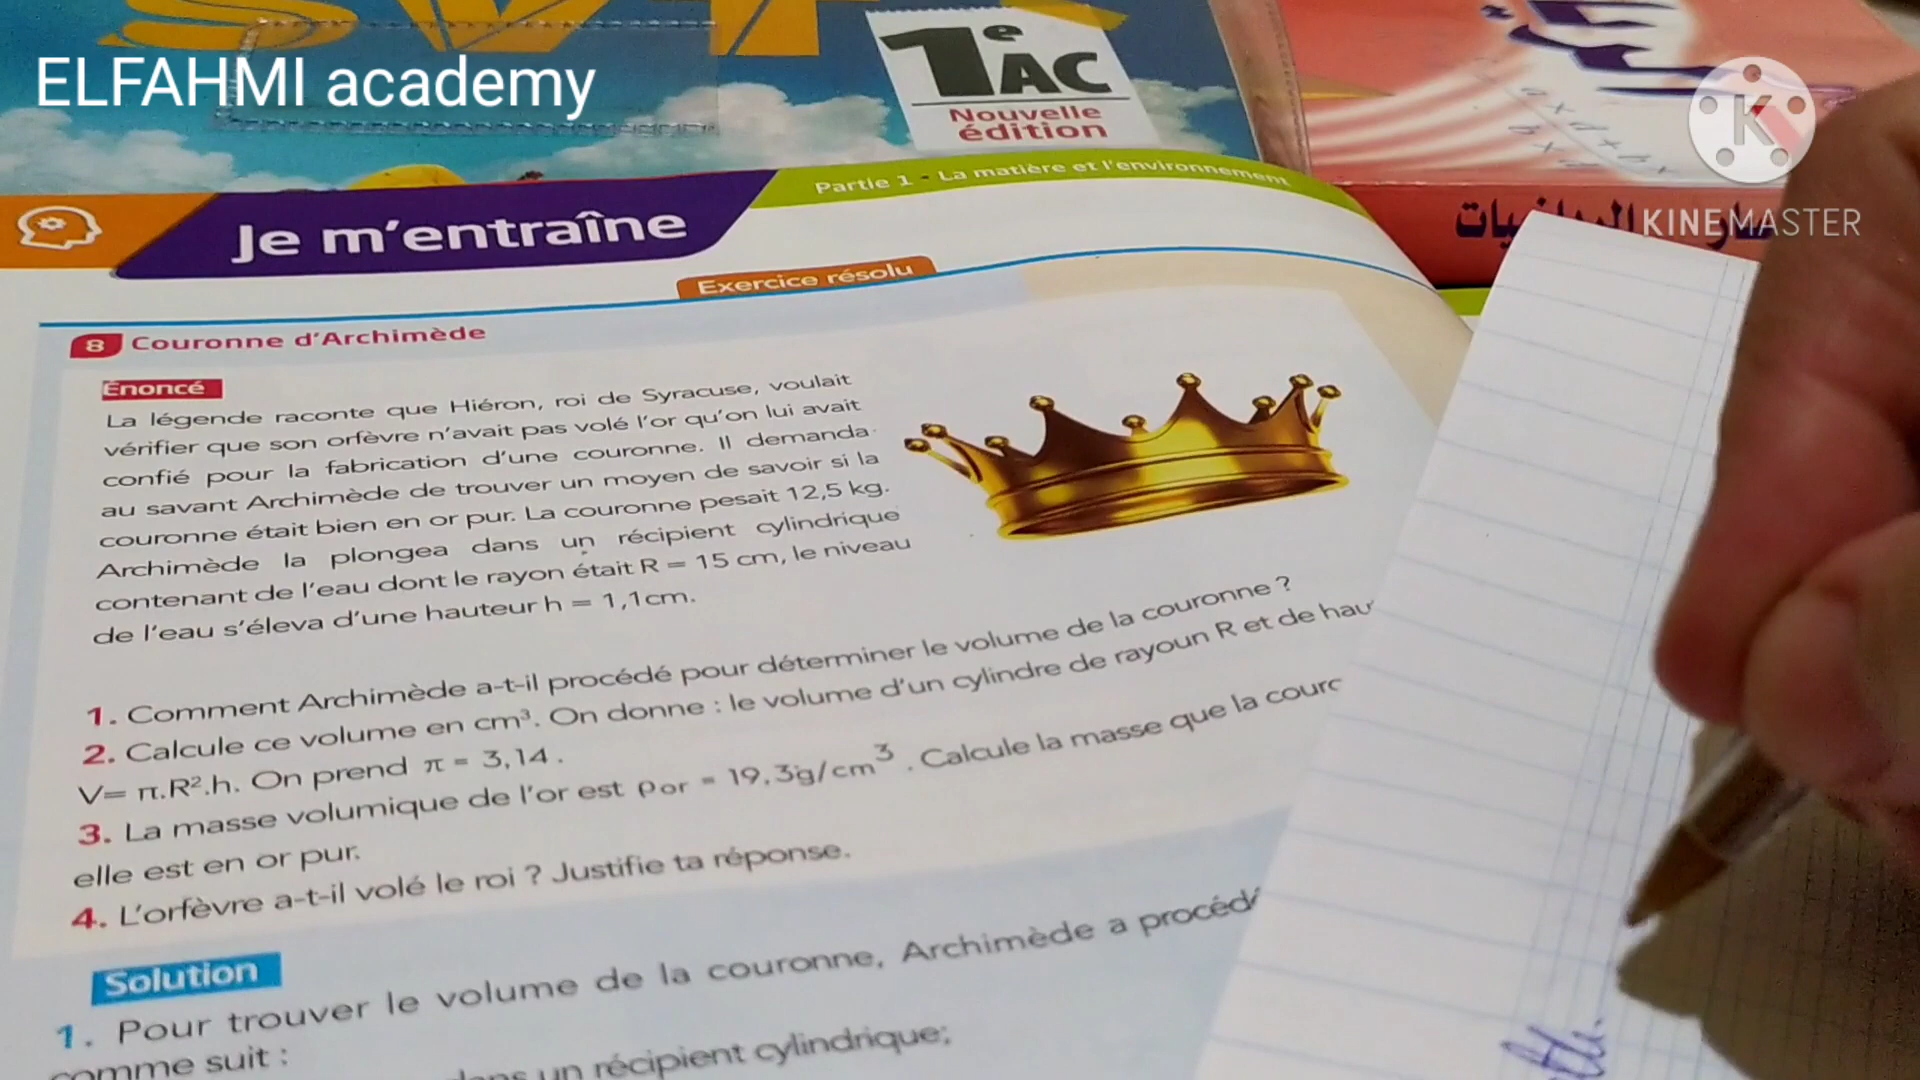 ELFAHMI academy
1e AC
Nouvelle
édition
KINEMASTER
Partie 1 - La matière et l'environnement
Je m'entraîne
Exercice résolu
8 Couronne d'Archimède
Énoncé
La légende raconte que Hiéron, roi de Syracuse, voulait
vérifier que son orfèvre n'avait pas volé l'or qu'on lui avait
confié pour la fabrication d'une couronne. Il demanda
au savant Archimède de trouver un moyen de savoir si la
couronne était bien en or pur. La couronne pesait 12,5 kg.
Archimède la plongea dans un récipient cylindrique
contenant de l'eau dont le rayon était R = 15 cm, le niveau
de l'eau s'éleva d'une hauteur h = 1,1cm.
1. Comment Archimède a-t-il procédé pour déterminer le volume de la couronne ?
2. Calcule ce volume en cm³. On donne : le volume d'un cylindre de rayoun R et de hau
V= π.R².h. On prend π = 3,14 .
3. La masse volumique de l'or est ρor = 19,3g/cm³ . Calcule la masse que la cour
elle est en or pur.
4. L'orfèvre a-t-il volé le roi ? Justifie ta réponse.
Solution
1. Pour trouver le volume de la couronne, Archimède a procédé
comme suit :
dans un récipient cylindrique;